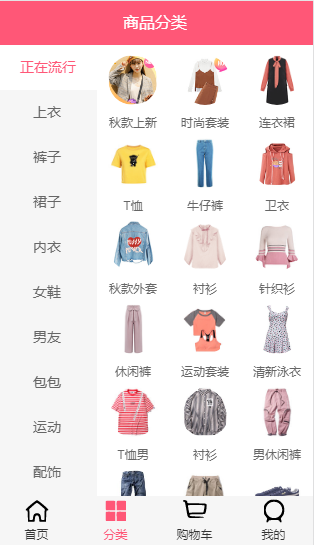 商品分类
正在流行
上衣
裤子
裙子
内衣
女鞋
男友
包包
运动
配饰
秋款上新 时尚套装 连衣裙
T恤 牛仔裤 卫衣
秋款外套 衬衫 针织衫
休闲裤 运动套装 清新泳衣
T恤男 衬衫 男休闲裤
首页 分类 购物车 我的